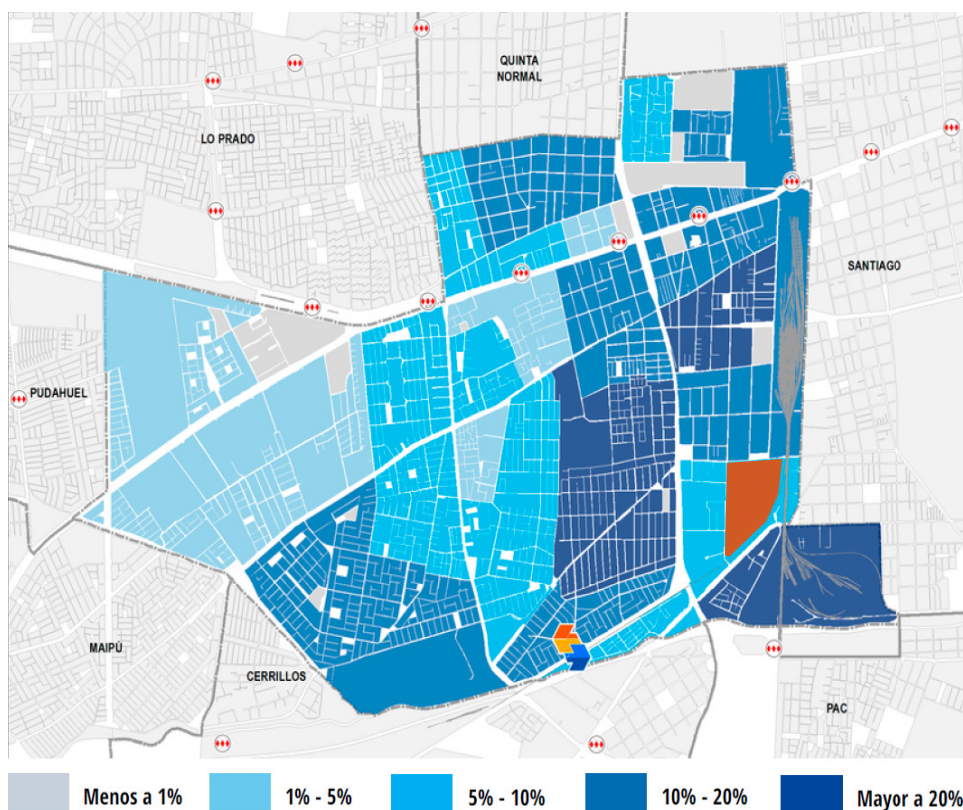 QUINTA
NORMAL
LO PRADO
SANTIAGO
PUDAHUEL
MAIPÚ
CERRILLOS
PAC
Menos a 1%
1% - 5%
5% - 10%
10% - 20%
Mayor a 20%